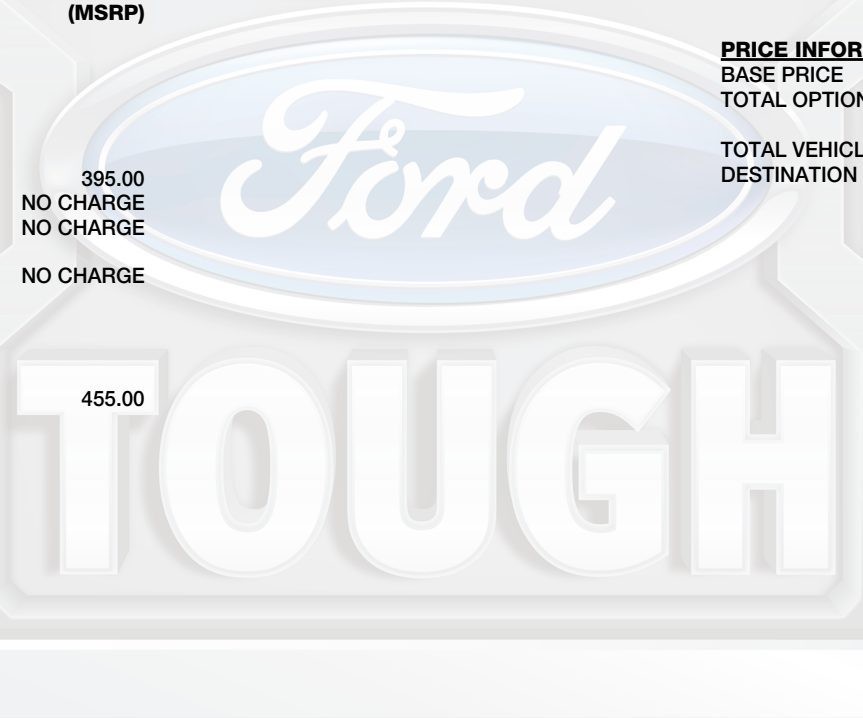 (MSRP)
395.00
NO CHARGE
NO CHARGE
NO CHARGE
455.00
PRICE INFOR
BASE PRICE
TOTAL OPTION
TOTAL VEHICL
DESTINATION
Ford
TOUGH